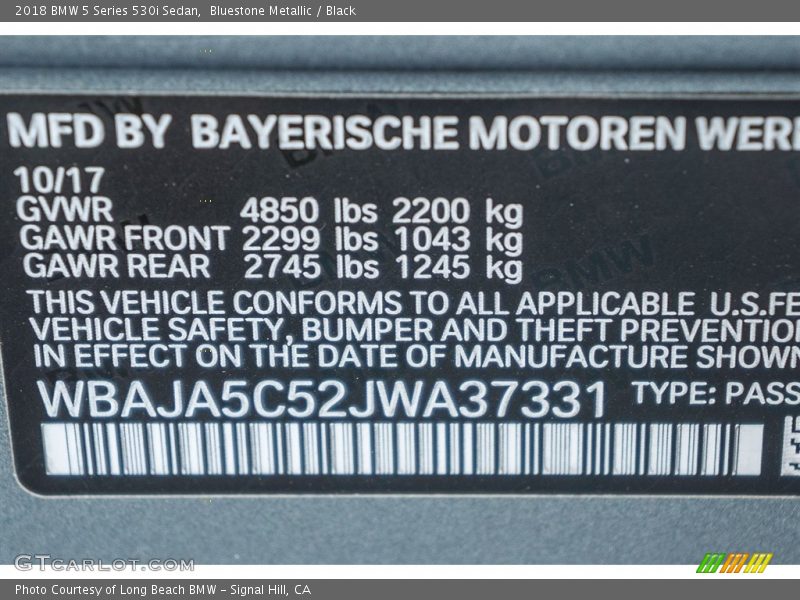 2018 BMW 5 Series 530i Sedan, Bluestone Metallic / Black
MFD BY BAYERISCHE MOTOREN WER
10/17
GVWR 4850 lbs 2200 kg
GAWR FRONT 2299 lbs 1043 kg
GAWR REAR 2745 lbs 1245 kg
THIS VEHICLE CONFORMS TO ALL APPLICABLE U.S.FE
VEHICLE SAFETY, BUMPER AND THEFT PREVENTIO
IN EFFECT ON THE DATE OF MANUFACTURE SHOWN
WBAJA5C52JWA37331 TYPE: PASS
GTCARLOT.COM
Photo Courtesy of Long Beach BMW – Signal Hill, CA